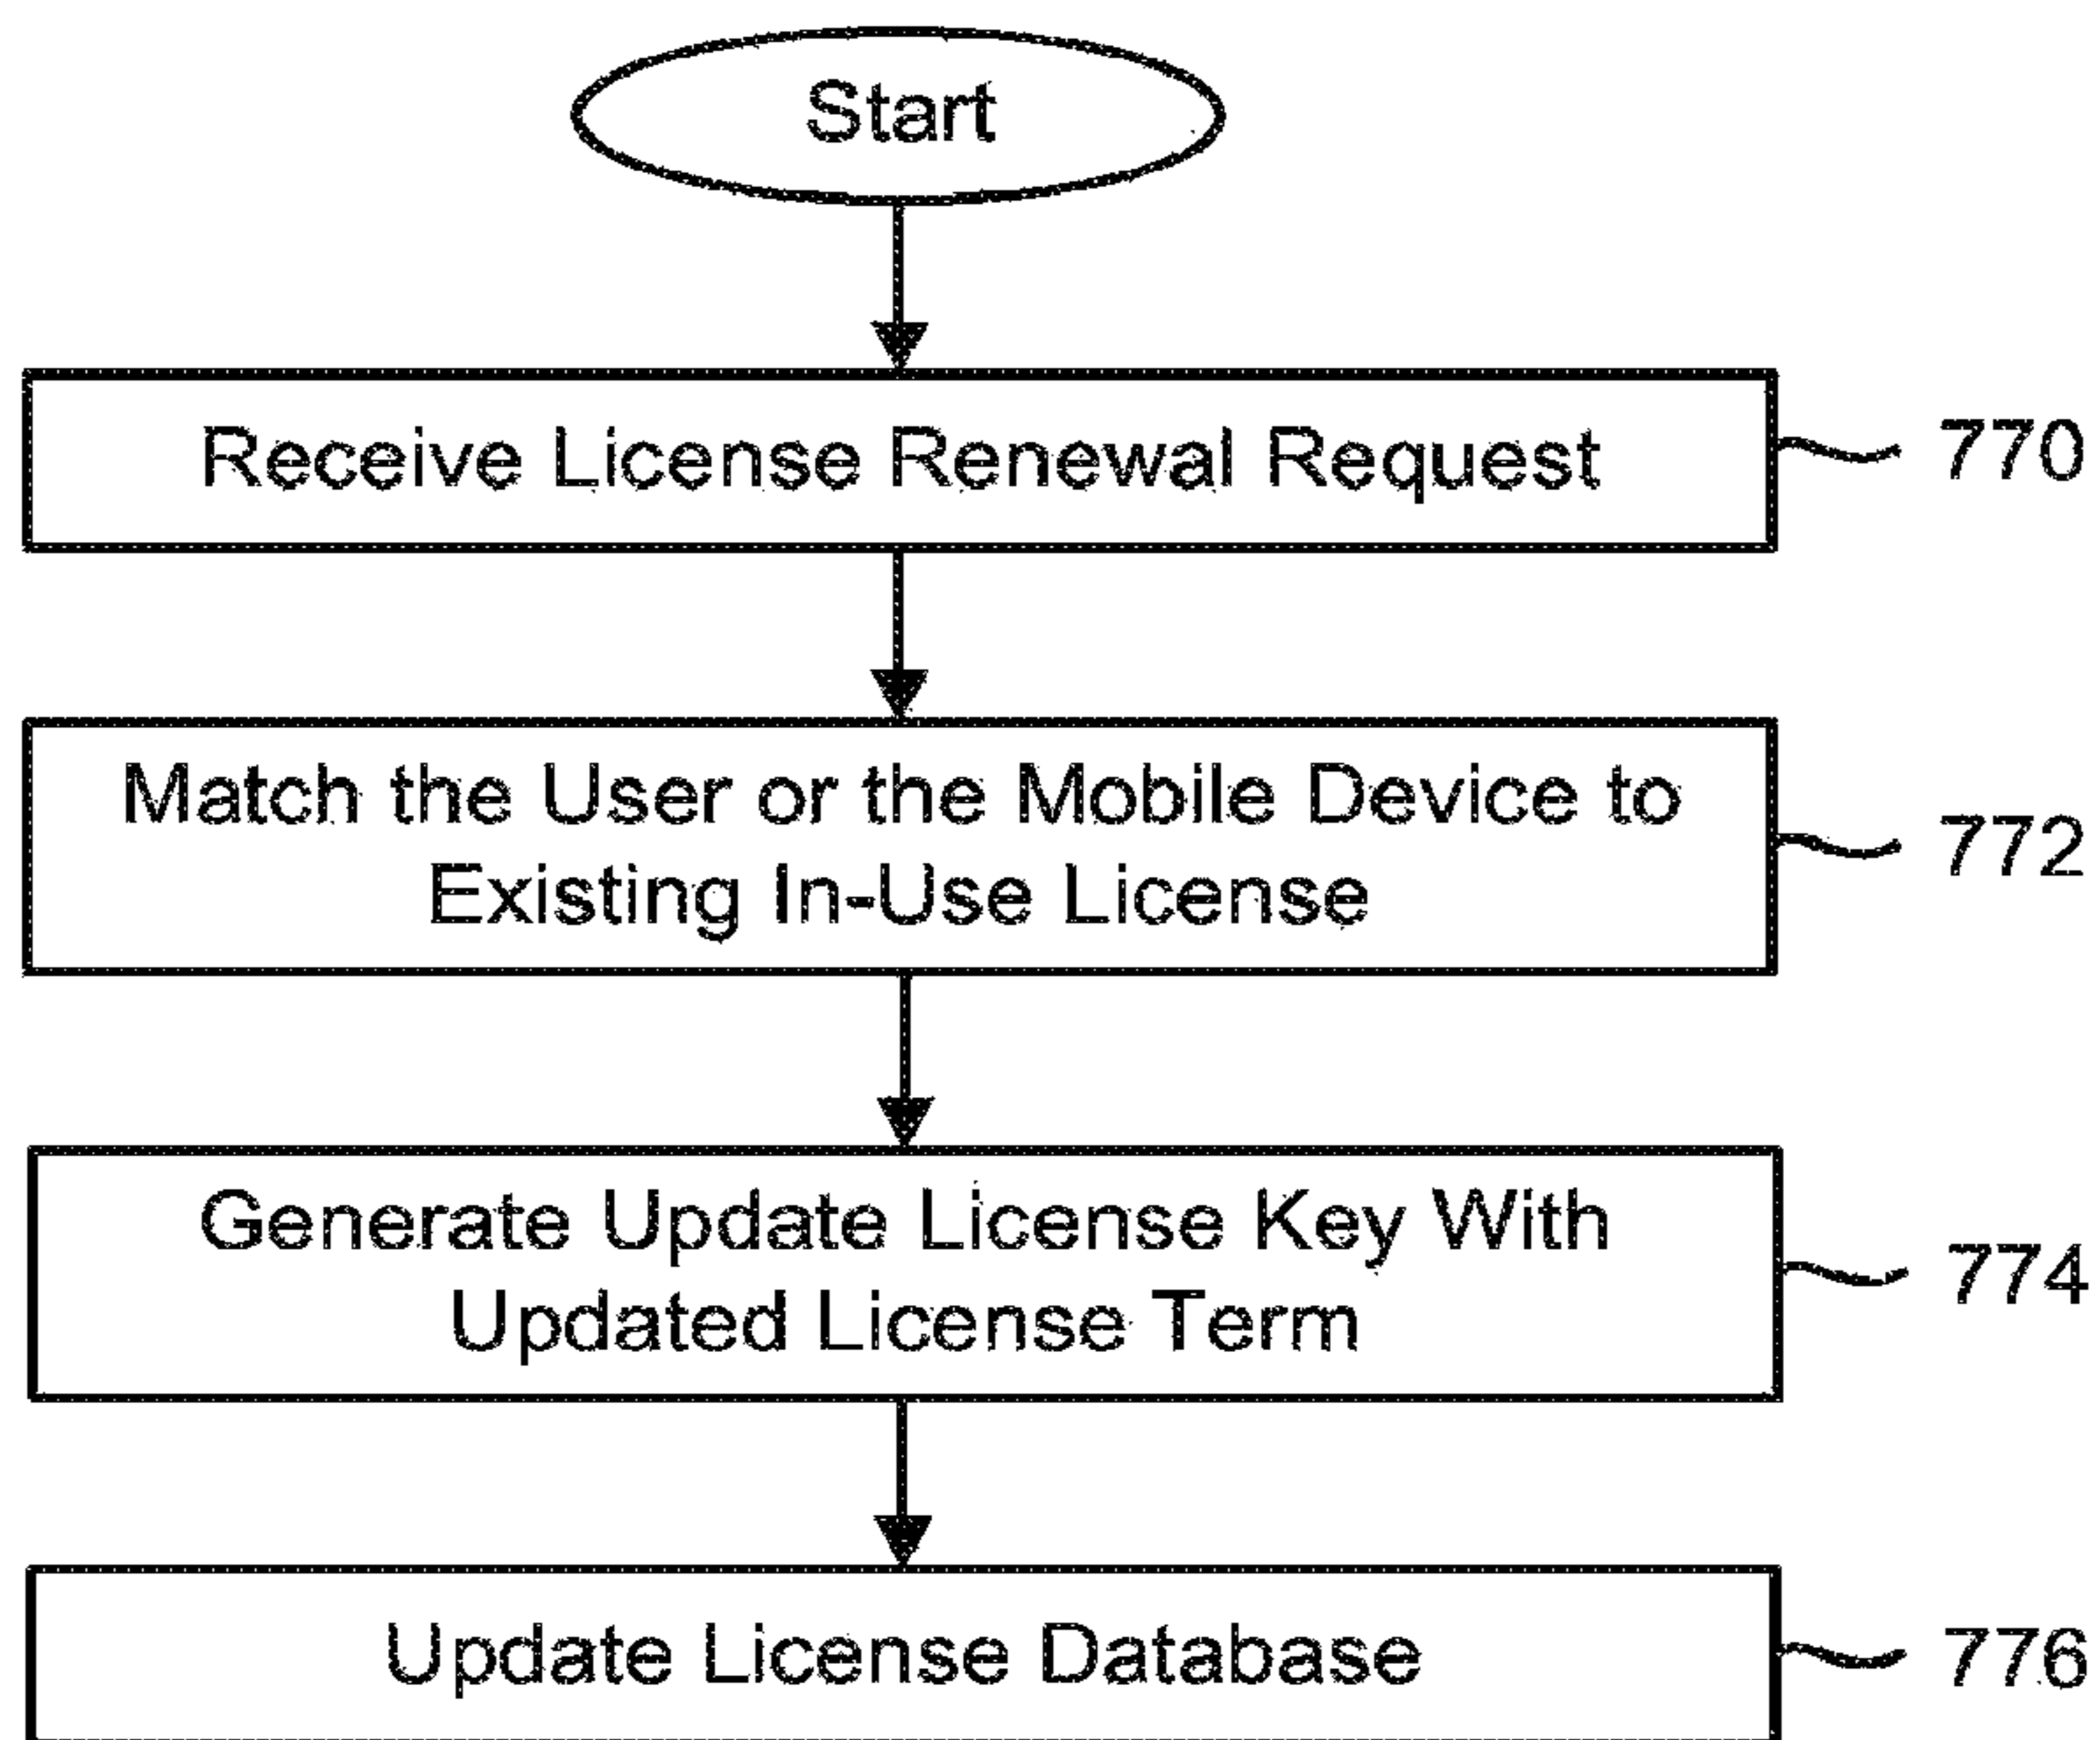 Start
Receive License Renewal Request
770
Match the User or the Mobile Device to
Existing In-Use License
772
Generate Update License Key With
Updated License Term
774
Update License Database
776